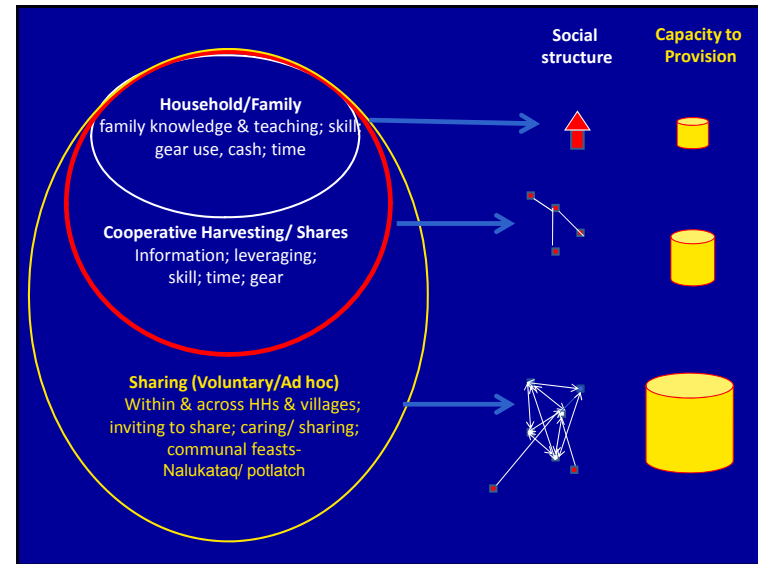 Social
structure
Capacity to
Provision
Household/Family
family knowledge & teaching; skill;
gear use, cash; time
Cooperative Harvesting/ Shares
Information; leveraging;
skill; time; gear
Sharing (Voluntary/Ad hoc)
Within & across HHs & villages;
inviting to share; caring/ sharing;
communal feasts-
Nalukataq/ potlatch